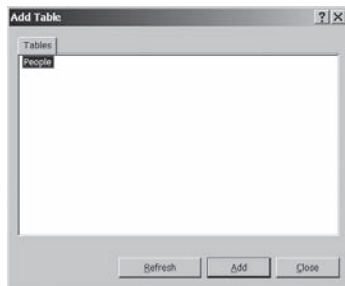 Add Table
? X
Tables
People
Refresh
Add
Close